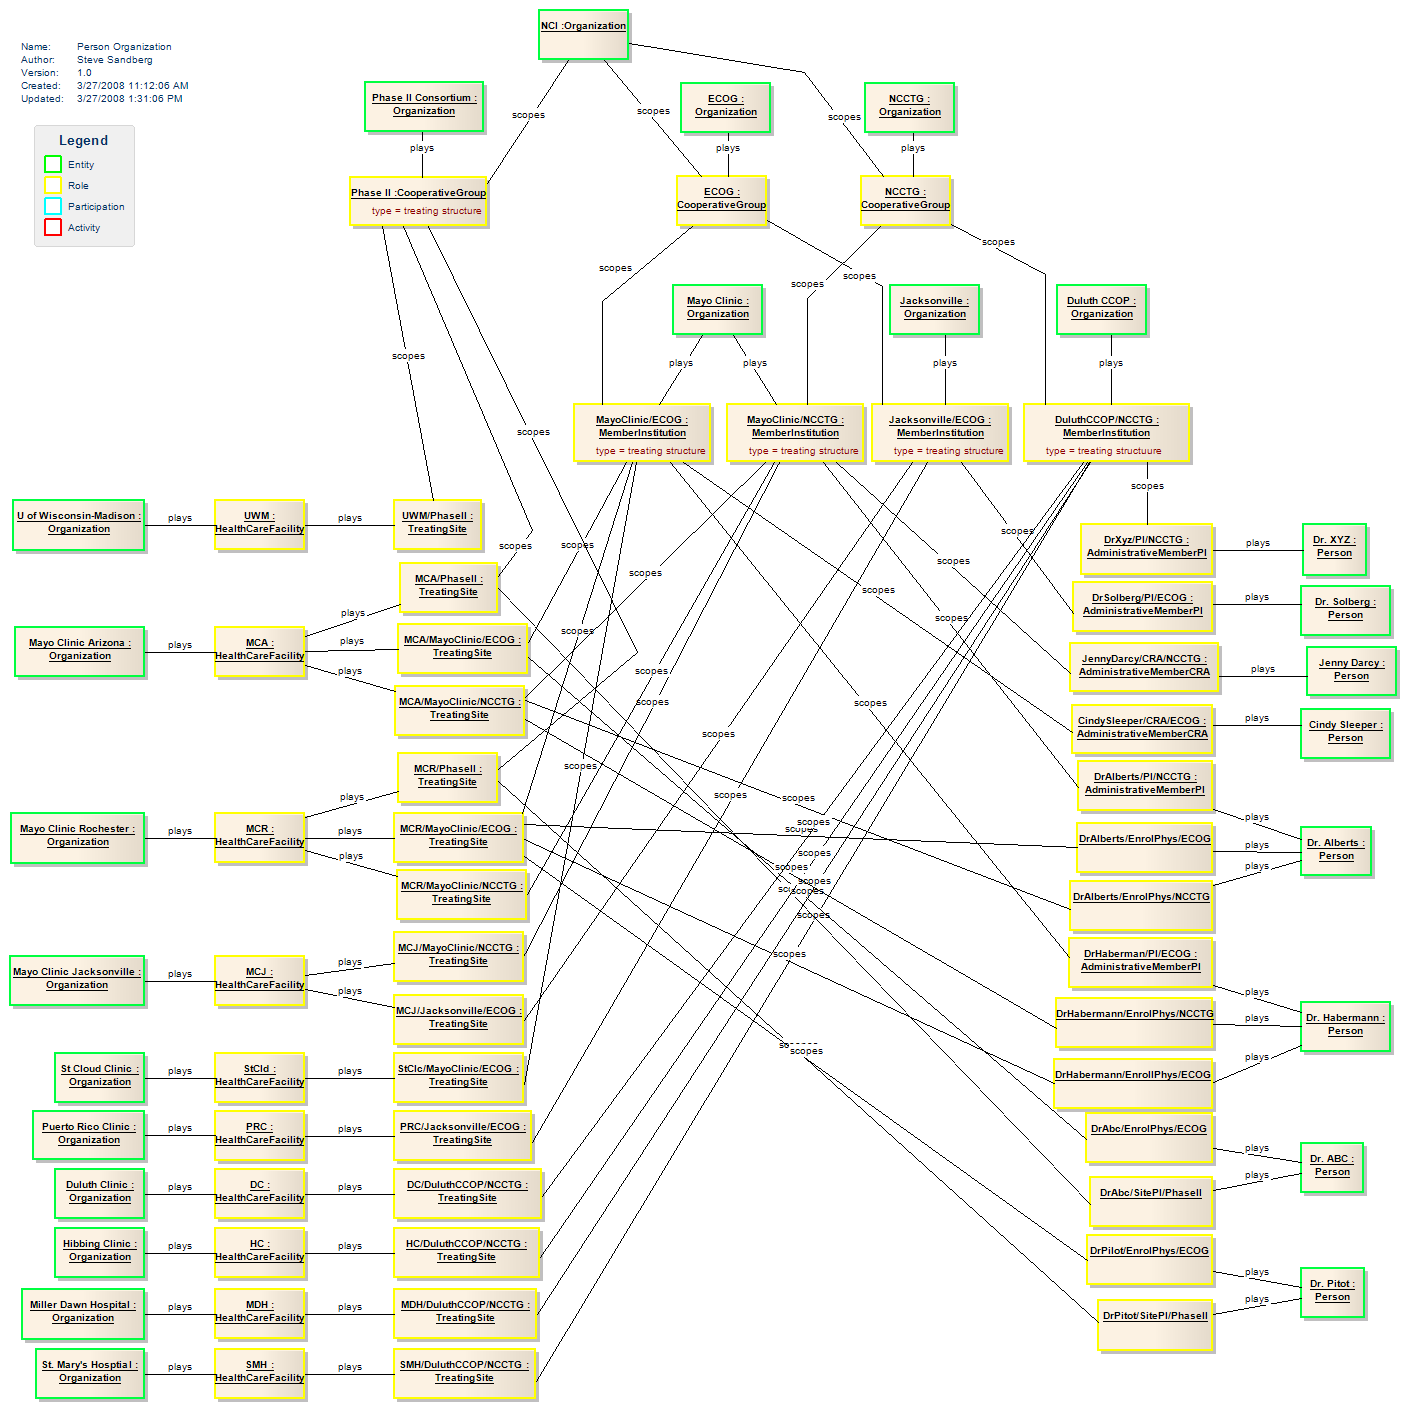 NCI :Organization
Name: Person Organization
Author: Steve Sandberg
Version: 1.0
Created: 3/27/2008 11:12:06 AM
Updated: 3/27/2008 1:31:06 PM
Legend
Entity
Role
Participation
Activity
Phase II Consortium :
Organization
ECOG :
Organization
NCCTG :
Organization
scopes
scopes
scopes
plays
plays
plays
Phase II :CooperativeGroup
type = treating structure
ECOG :
CooperativeGroup
NCCTG :
CooperativeGroup
scopes
scopes
scopes
scopes
Mayo Clinic :
Organization
Jacksonville :
Organization
Duluth CCOP :
Organization
scopes
plays
plays
plays
plays
MayoClinic/ECOG :
MemberInstitution
type = treating structure
MayoClinic/NCCTG :
MemberInstitution
type = treating structure
Jacksonville/ECOG :
MemberInstitution
type = treating structure
DuluthCCOP/NCCTG :
MemberInstitution
type = treating structuure
scopes
scopes
U of Wisconsin-Madison :
Organization
plays
UWM :
HealthCareFacility
plays
UWM/PhaseII :
TreatingSite
scopes
scopes
scopes
scopes
scopes
DrXyz/PI/NCCTG :
AdministrativeMemberPI
plays
Dr. XYZ :
Person
MCA/PhaseII :
TreatingSite
scopes
DrSolberg/PI/ECOG :
AdministrativeMemberPI
plays
Dr. Solberg :
Person
plays
scopes
Mayo Clinic Arizona :
Organization
plays
MCA :
HealthCareFacility
plays
MCA/MayoClinic/ECOG :
TreatingSite
JennyDarcy/CRA/NCCTG :
AdministrativeMemberCRA
plays
Jenny Darcy :
Person
plays
scopes
MCA/MayoClinic/NCCTG :
TreatingSite
scopes
scopes
CindySleeper/CRA/ECOG :
AdministrativeMemberCRA
plays
Cindy Sleeper :
Person
scopes
MCR/PhaseII :
TreatingSite
scopes
DrAlberts/PI/NCCTG :
AdministrativeMemberPI
plays
scopes
scopes
plays
Mayo Clinic Rochester :
Organization
plays
MCR :
HealthCareFacility
plays
MCR/MayoClinic/ECOG :
TreatingSite
scopes
scopes
DrAlberts/EnrolPhys/ECOG
plays
Dr. Alberts :
Person
plays
scopes
scopes
plays
MCR/MayoClinic/NCCTG :
TreatingSite
scopes
scopes
DrAlberts/EnrolPhys/NCCTG
scopes
MCJ/MayoClinic/NCCTG :
TreatingSite
scopes
DrHaberman/PI/ECOG :
AdministrativeMemberPI
Mayo Clinic Jacksonville :
Organization
plays
MCJ :
HealthCareFacility
plays
plays
plays
MCJ/Jacksonville/ECOG :
TreatingSite
DrHabermann/EnrolPhys/NCCTG
plays
Dr. Habermann :
Person
scopes
St Cloud Clinic :
Organization
plays
StCld :
HealthCareFacility
plays
StClc/MayoClinic/ECOG :
TreatingSite
DrHabermann/EnrollPhys/ECOG
plays
Puerto Rico Clinic :
Organization
plays
PRC :
HealthCareFacility
plays
PRC/Jacksonville/ECOG :
TreatingSite
DrAbc/EnrolPhys/ECOG
plays
Dr. ABC :
Person
Duluth Clinic :
Organization
plays
DC :
HealthCareFacility
plays
DC/DuluthCCOP/NCCTG :
TreatingSite
DrAbc/SitePI/PhaseII
plays
Hibbing Clinic :
Organization
plays
HC :
HealthCareFacility
plays
HC/DuluthCCOP/NCCTG :
TreatingSite
DrPilot/EnrolPhys/ECOG
plays
Dr. Pitot :
Person
Miller Dawn Hospital :
Organization
plays
MDH :
HealthCareFacility
plays
MDH/DuluthCCOP/NCCTG :
TreatingSite
DrPitot/SitePI/PhaseII
plays
St. Mary's Hosptial :
Organization
plays
SMH :
HealthCareFacility
plays
SMH/DuluthCCOP/NCCTG :
TreatingSite